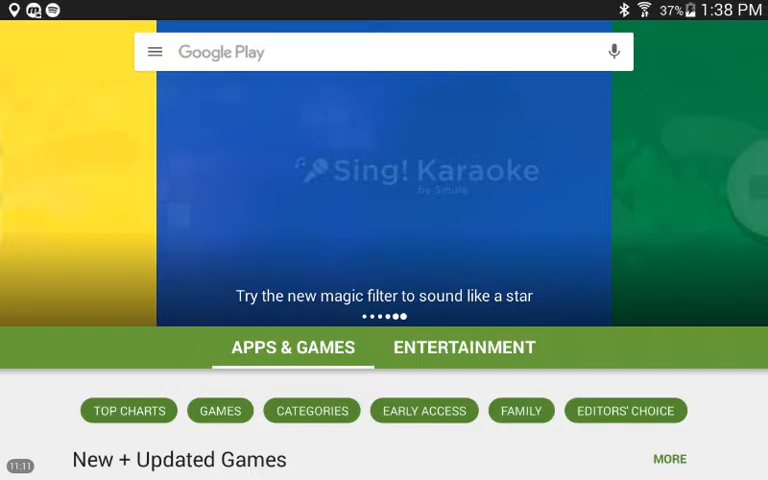 37% 1:38 PM
Google Play
Sing! Karaoke
by Smule
Try the new magic filter to sound like a star
APPS & GAMES ENTERTAINMENT
TOP CHARTS GAMES CATEGORIES EARLY ACCESS FAMILY EDITORS' CHOICE
New + Updated Games MORE
11:11